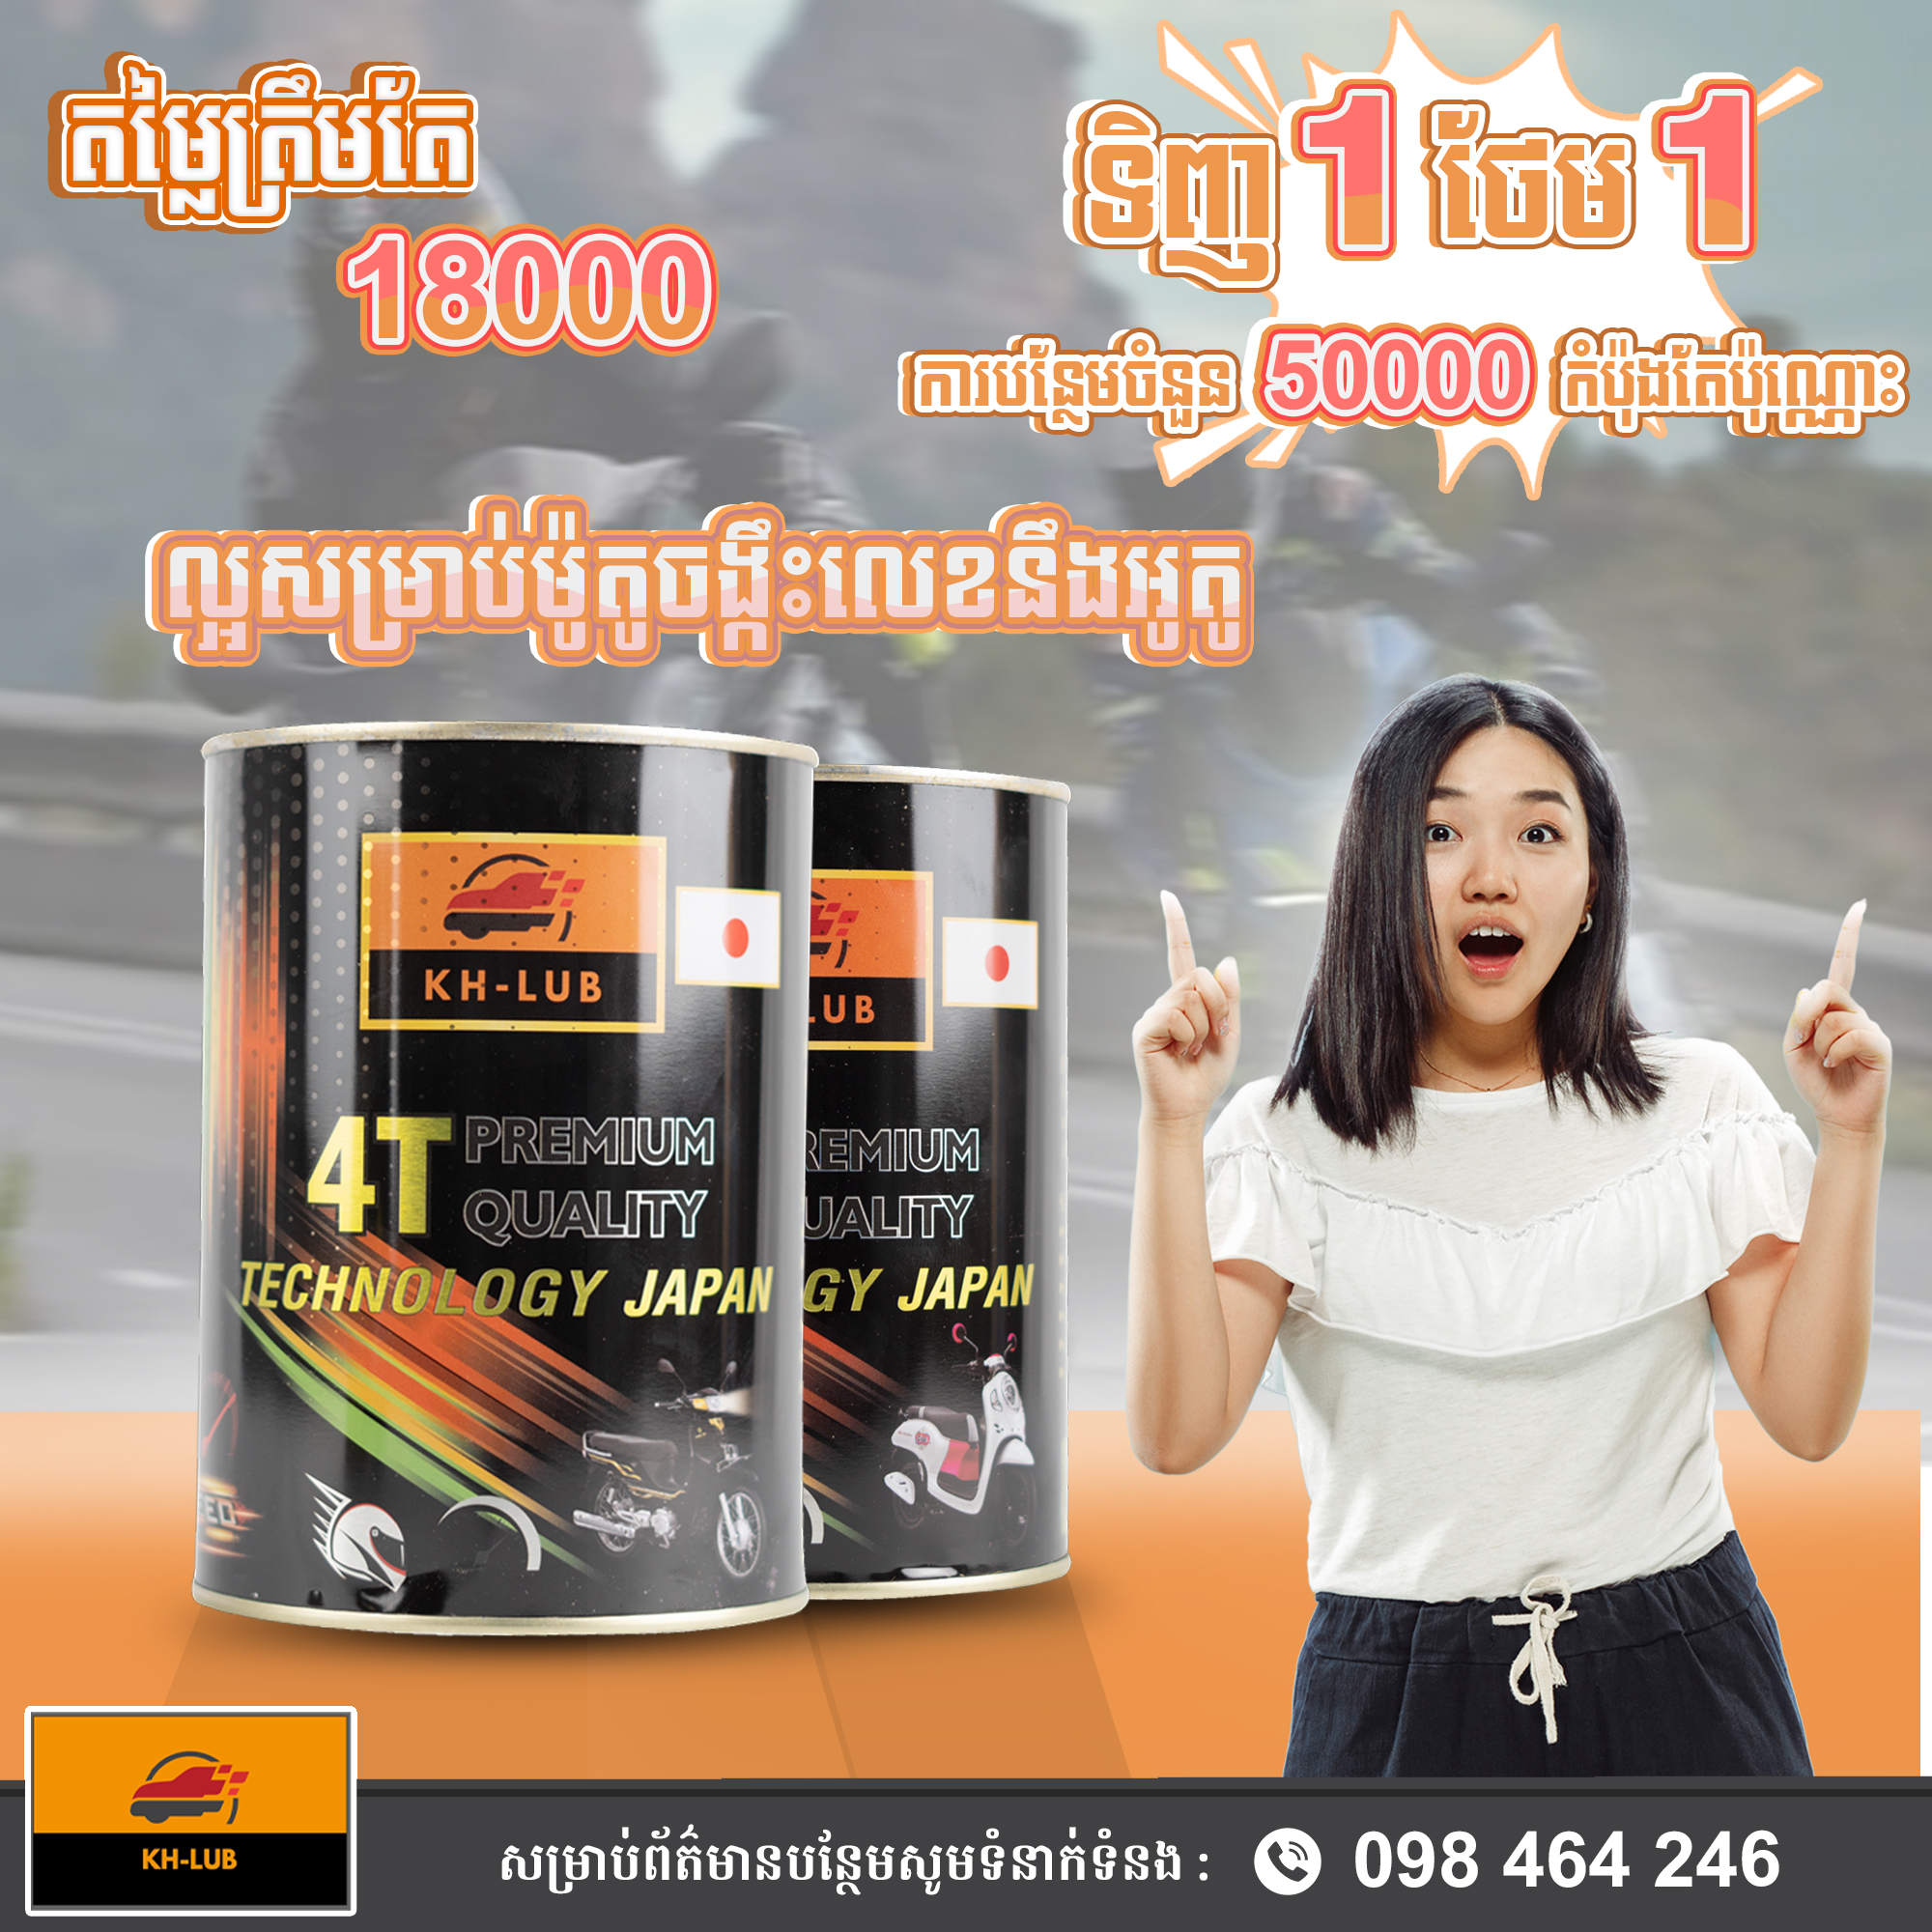 តម្លៃត្រឹមតែ
18000
ទិញ 1 ថែម 1
ការបន្ថែមចំនួន 50000 កំប៉ុងតែប៉ុណ្ណោះ
ល្អសម្រាប់ម៉ូតូចង្កឹះលេខនឹងអូតូ
KH-LUB
LUB
4T PREMIUM
QUALITY
TECHNOLOGY JAPAN
REMIUM
UALITY
GY JAPAN
KH-LUB
សម្រាប់ព័ត៌មានបន្ថែមសូមទំនាក់ទំនង : 098 464 246